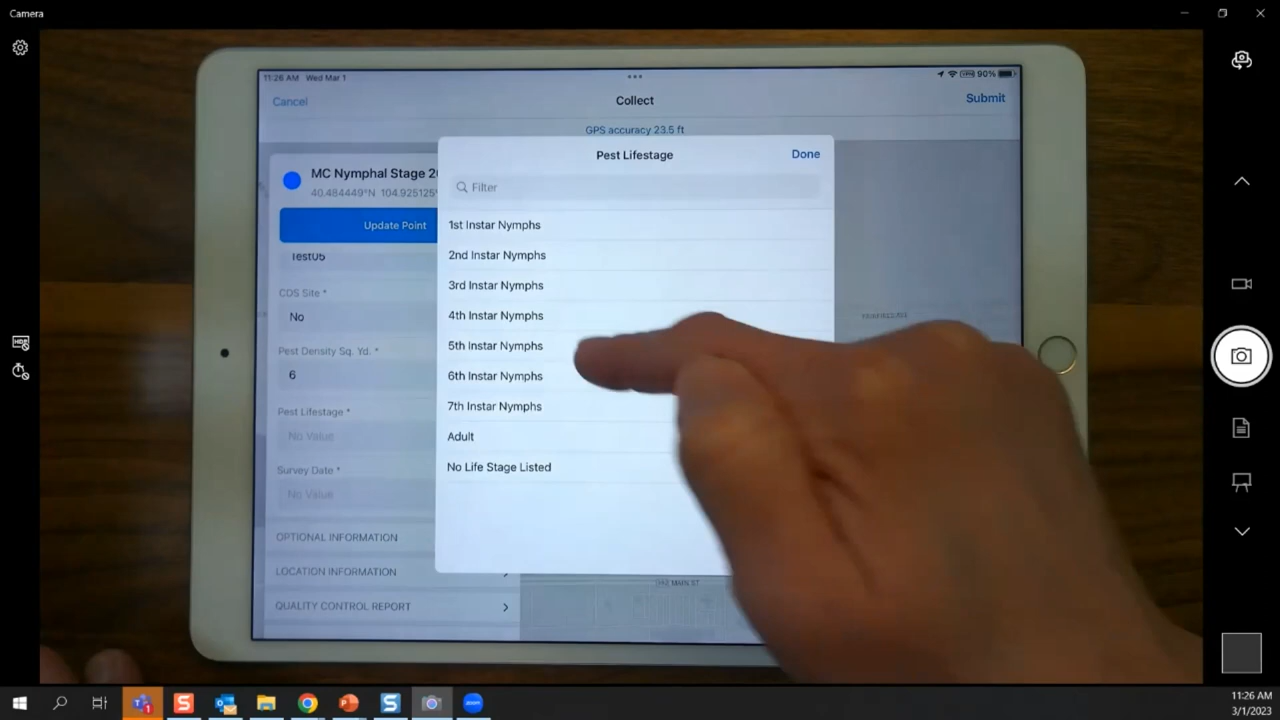 Camera
11:26 AM Wed Mar 1
90%
Cancel
Collect
Submit
GPS accuracy 23.5 ft
MC Nymphal Stage 2
40.484449°N 104.925125°
Update Point
Test06
CDS Site *
No
Pest Density Sq. Yd. *
6
Pest Lifestage *
No Value
Survey Date *
No Value
OPTIONAL INFORMATION
LOCATION INFORMATION
QUALITY CONTROL REPORT
Pest Lifestage
Done
Filter
1st Instar Nymphs
2nd Instar Nymphs
3rd Instar Nymphs
4th Instar Nymphs
5th Instar Nymphs
6th Instar Nymphs
7th Instar Nymphs
Adult
No Life Stage Listed
MAIN ST
HDR
zoom
11:26 AM
3/1/2023